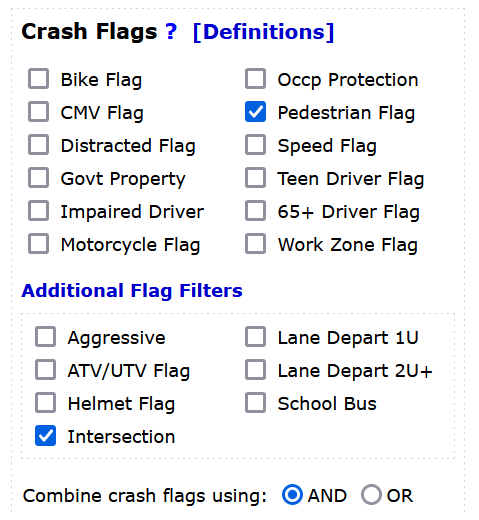 Crash Flags ? [Definitions]
Bike Flag Occp Protection
CMV Flag Pedestrian Flag
Distracted Flag Speed Flag
Govt Property Teen Driver Flag
Impaired Driver 65+ Driver Flag
Motorcycle Flag Work Zone Flag
Additional Flag Filters
Aggressive Lane Depart 1U
ATV/UTV Flag Lane Depart 2U+
Helmet Flag School Bus
Intersection
Combine crash flags using: AND OR